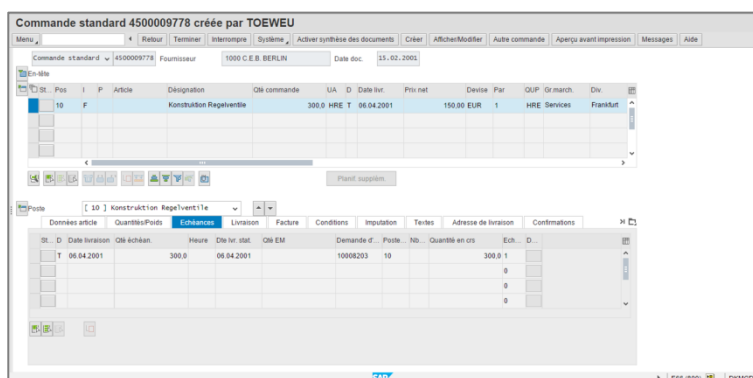 Commande standard 4500009778 créée par TOEWEU
Menu Retour Terminer Interrompre Système Activer synthèse des documents Créer Afficher/Modifier Autre commande Aperçu avant impression Messages Aide
Commande standard 4500009778 Fournisseur 1000 C.E.B. BERLIN Date doc. 15.02.2001
En-tête
St... Pos I P Article Désignation Qté commande UA D Date livr. Prix net Devise Par QUP Gr.march. Div.
10 F Konstruktion Regelventile 300,0 HRE T 06.04.2001 150,00 EUR 1 HRE Services Frankfurt
Planif. supplém.
Poste [ 10 ] Konstruktion Regelventile
Données article Quantités/Poids Echéances Livraison Facture Conditions Imputation Textes Adresse de livraison Confirmations
St... D Date livraison Qté échéan. Heure Dte lvr. stat. Qté EM Demande d'... Poste... Nb... Quantité en crs Ech... D...
T 06.04.2001 300,0 06.04.2001 10008203 10 300,0 1
0
0
0